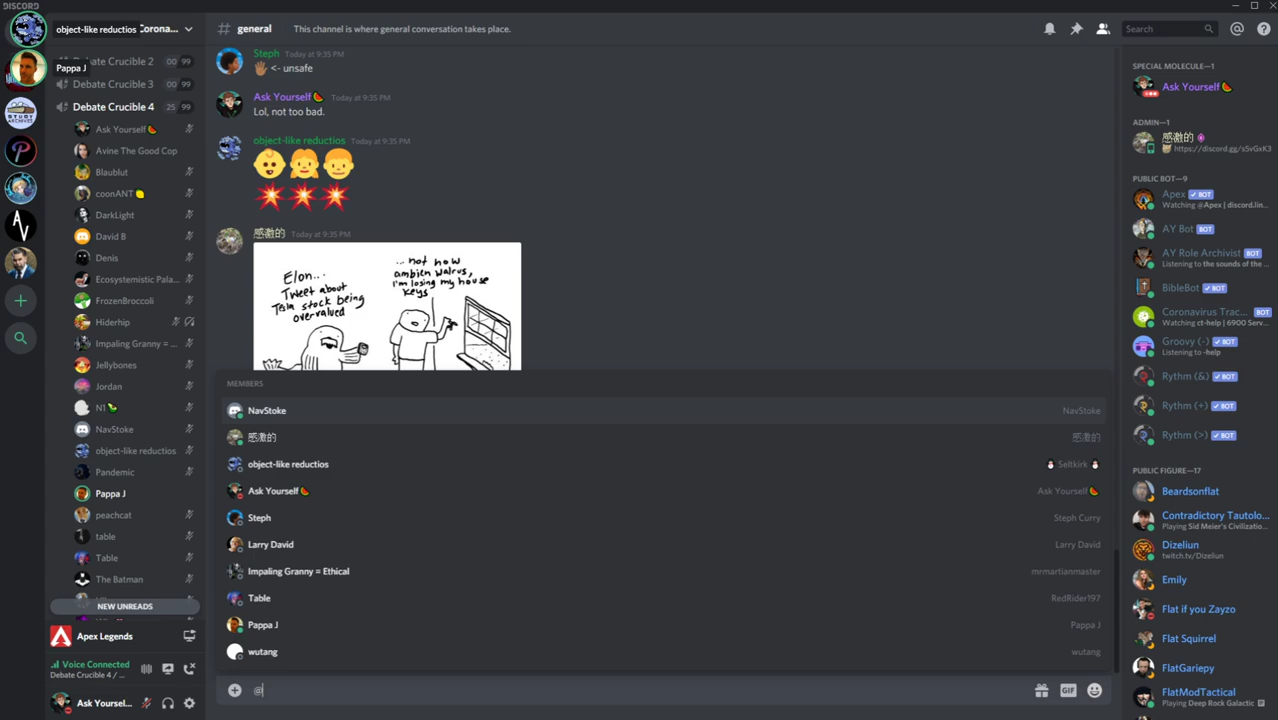 DISCORD
object-like reductios
Corona...
Pappa J
STUDY
ARCHIVES
P
AV
Debate Crucible 2
00 99
Debate Crucible 3
00 99
Debate Crucible 4
25 99
Ask Yourself
Avine The Good Cop
Blaublut
coonANT
DarkLight
David B
Denis
Ecosystemistic Pala...
FrozenBroccoli
Hiderhip
Impaling Granny = ...
Jellybones
Jordan
N1
NavStoke
object-like reductios
Pandemic
Pappa J
peachcat
table
Table
The Batman
NEW UNREADS
Apex Legends
Voice Connected
Debate Crucible 4 / ...
Ask Yoursel...
# general
This channel is where general conversation takes place.
Search
Steph Today at 9:35 PM
<- unsafe
Ask Yourself Today at 9:35 PM
Lol, not too bad.
object-like reductios Today at 9:35 PM
感激的 Today at 9:35 PM
Elon...
Tweet about
Tesla stock being
overvalued
...not now
ambien walrus,
i'm losing my house
keys
MEMBERS
NavStoke NavStoke
感激的 感激的
object-like reductios Seltkirk
Ask Yourself Ask Yourself
Steph Steph Curry
Larry David Larry David
Impaling Granny = Ethical mrmartianmaster
Table RedRider197
Pappa J Pappa J
wutang wutang
@
GIF
SPECIAL MOLECULE—1
Ask Yourself
ADMIN—1
感激的
https://discord.gg/sSvGxK3
PUBLIC BOT—9
Apex BOT
Watching @Apex | discord.lin...
AY Bot BOT
AY Role Archivist BOT
Listening to the sounds of the ...
BibleBot BOT
Coronavirus Trac... BOT
Watching ct-help | 6900 Serv...
Groovy (-) BOT
Listening to -help
Rythm (&) BOT
Rythm (+) BOT
Rythm (>) BOT
PUBLIC FIGURE—17
Beardsonflat
Contradictory Tautolo...
Playing Sid Meier's Civilizatio...
Dizeliun
twitch.tv/Dizeliun
Emily
Flat if you Zayzo
Flat Squirrel
FlatGariepy
FlatModTactical
Playing Deep Rock Galactic